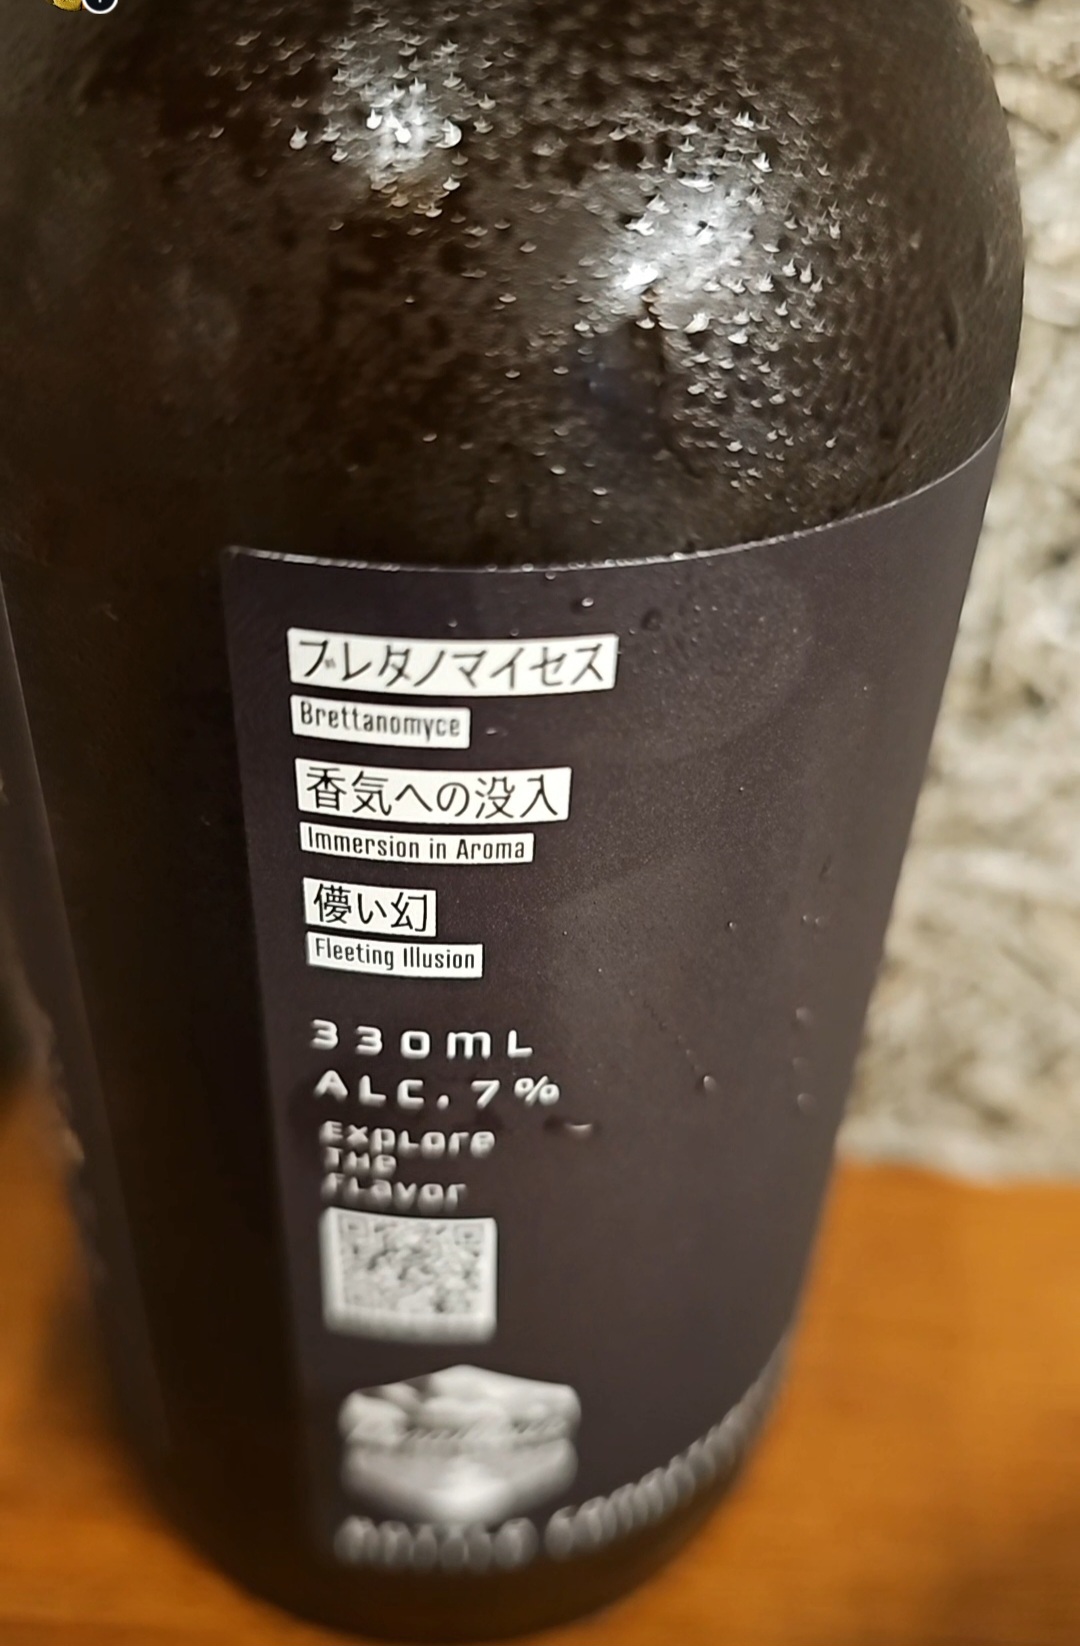 ブレタノマイセス
Brettanomyce
香気への没入
Immersion in Aroma
儚い幻
Fleeting Illusion
330mL
ALC.7%
Explore
THe
FLavor